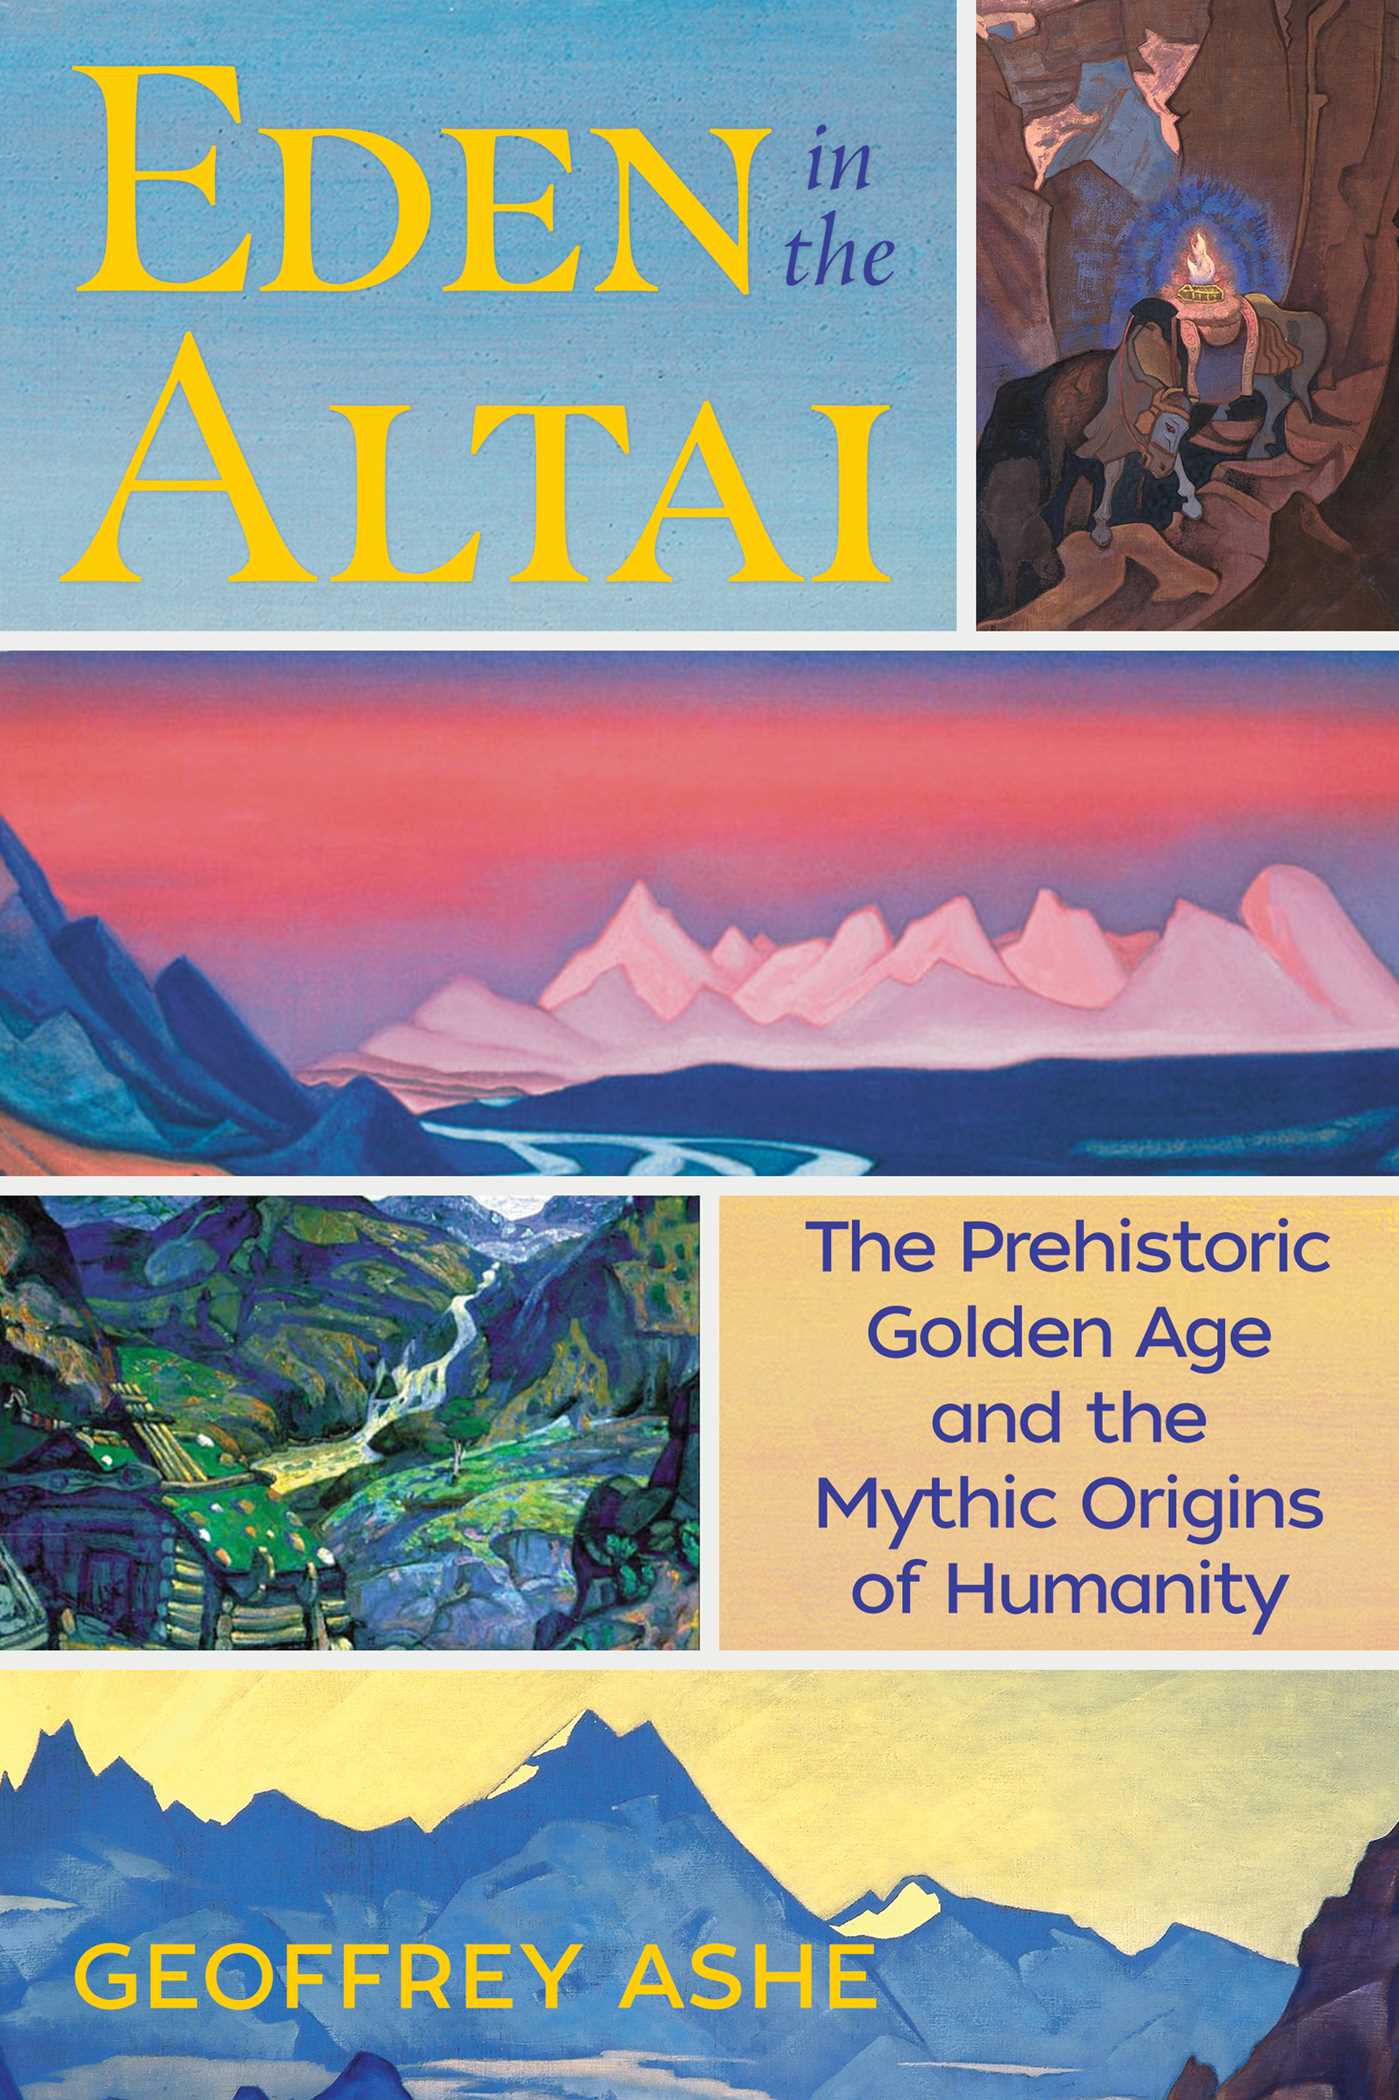 EDEN in
the
ALTAI
The Prehistoric
Golden Age
and the
Mythic Origins
of Humanity
GEOFFREY ASHE